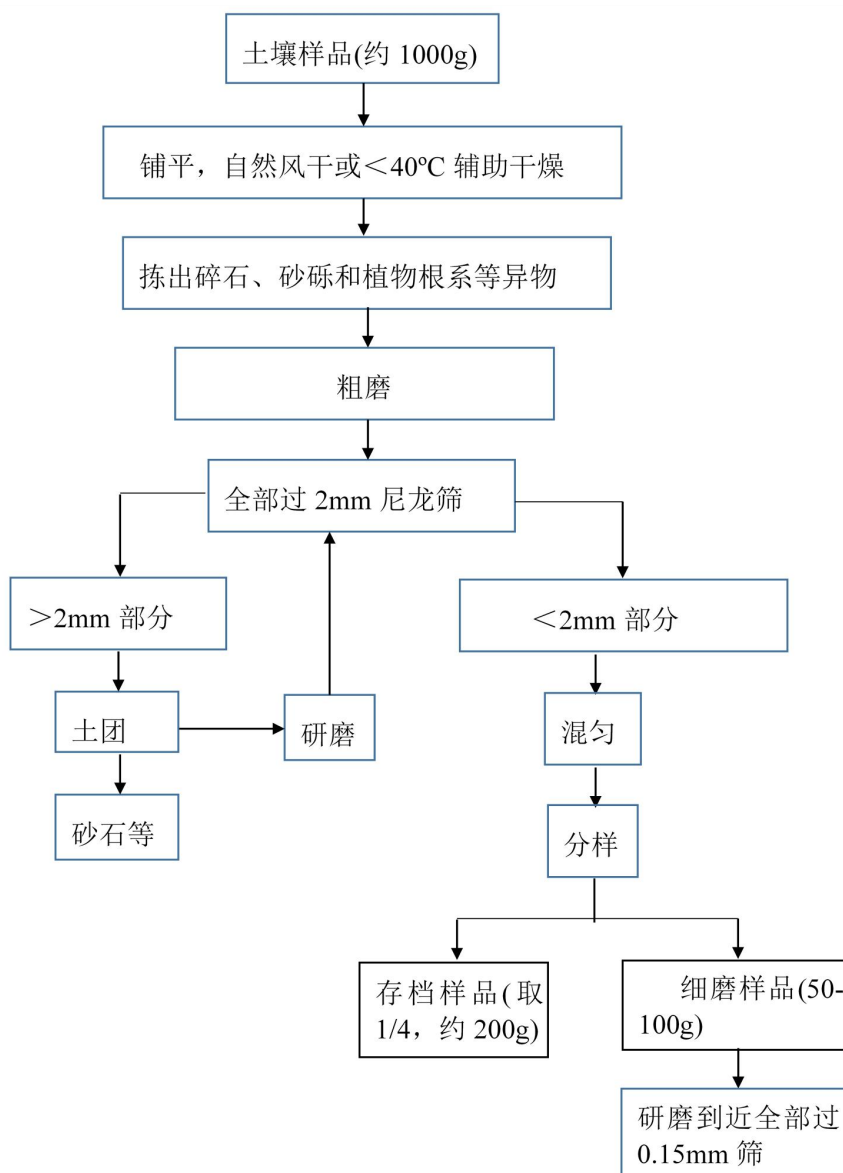 土壤样品(约 1000g)
铺平，自然风干或＜40ºC 辅助干燥
拣出碎石、砂砾和植物根系等异物
粗磨
全部过 2mm 尼龙筛
＞2mm 部分
＜2mm 部分
土团
研磨
混匀
砂石等
分样
存档样品(取
1/4，约 200g)
细磨样品(50-
100g)
研磨到近全部过
0.15mm 筛